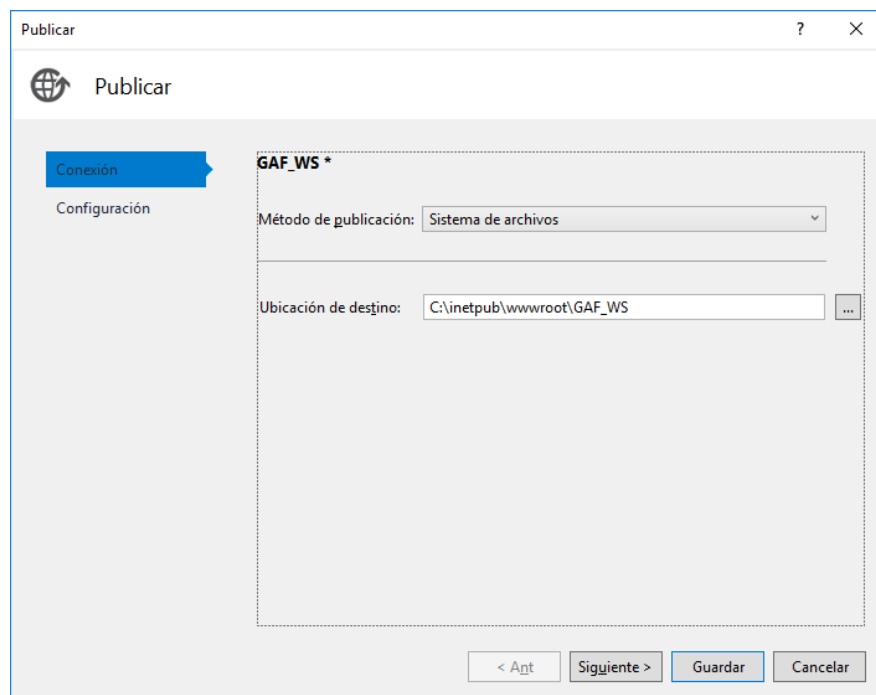 Publicar
?
Publicar
Conexión
Configuración
GAF_WS *
Método de publicación: Sistema de archivos
Ubicación de destino: C:\inetpub\wwwroot\GAF_WS ...
< Ant Siguiente > Guardar Cancelar